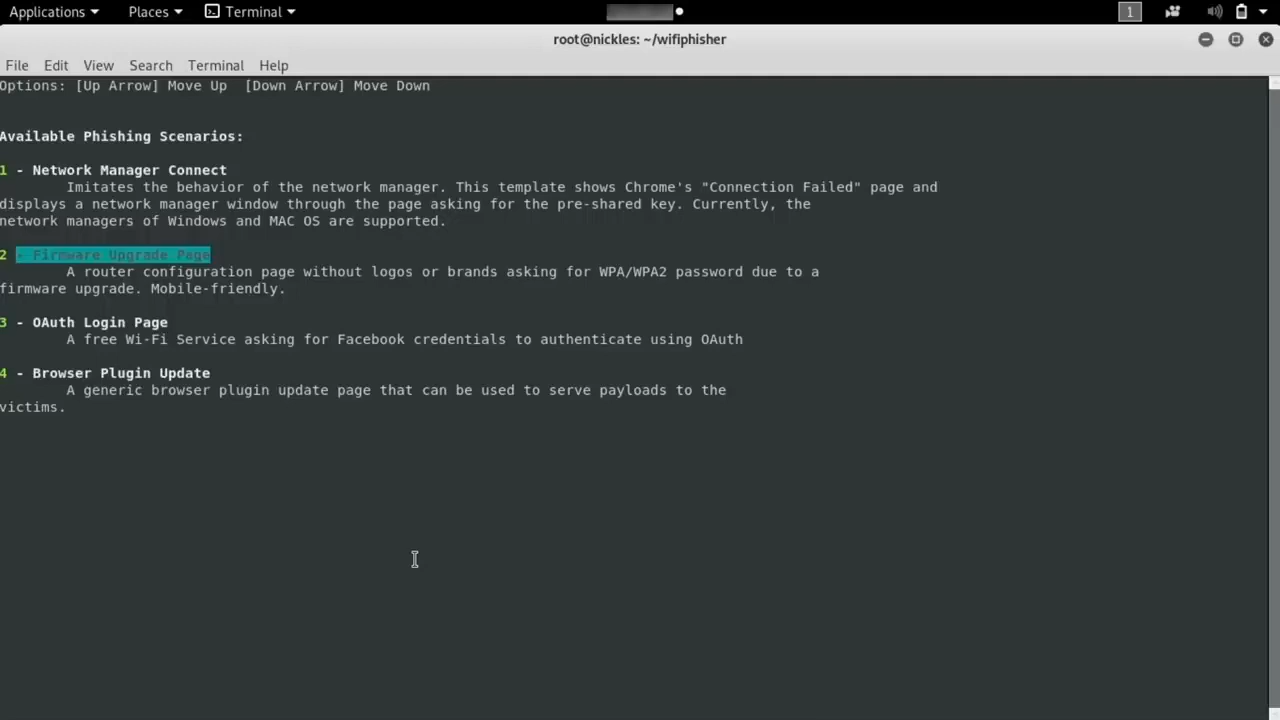 Applications Places Terminal 1
root@nickles: ~/wifiphisher
File Edit View Search Terminal Help
Options: [Up Arrow] Move Up [Down Arrow] Move Down
Available Phishing Scenarios:
1 - Network Manager Connect
Imitates the behavior of the network manager. This template shows Chrome's "Connection Failed" page and
displays a network manager window through the page asking for the pre-shared key. Currently, the
network managers of Windows and MAC OS are supported.
2 - Firmware Upgrade Page
A router configuration page without logos or brands asking for WPA/WPA2 password due to a
firmware upgrade. Mobile-friendly.
3 - OAuth Login Page
A free Wi-Fi Service asking for Facebook credentials to authenticate using OAuth
4 - Browser Plugin Update
A generic browser plugin update page that can be used to serve payloads to the
victims.